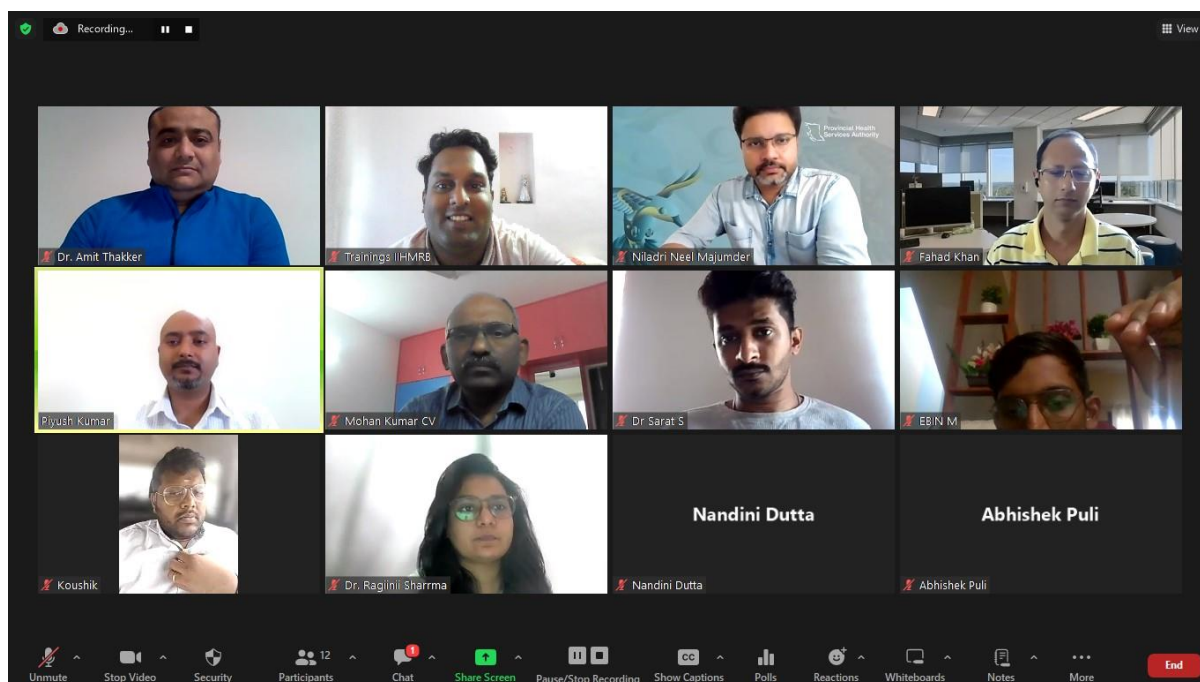 Recording...
View
Provincial Health
Services Authority
Dr. Amit Thakker
Trainings IIHMRB
Niladri Neel Majumder
Fahad Khan
Piyush Kumar
Mohan Kumar CV
Dr Sarat S
EBIN M
Nandini Dutta
Abhishek Puli
Koushik
Dr. Raginii Sharrma
Nandini Dutta
Abhishek Puli
12
1
CC
Unmute
Stop Video
Security
Participants
Chat
Share Screen
Pause/Stop Recording
Show Captions
Polls
Reactions
Whiteboards
Notes
More
End